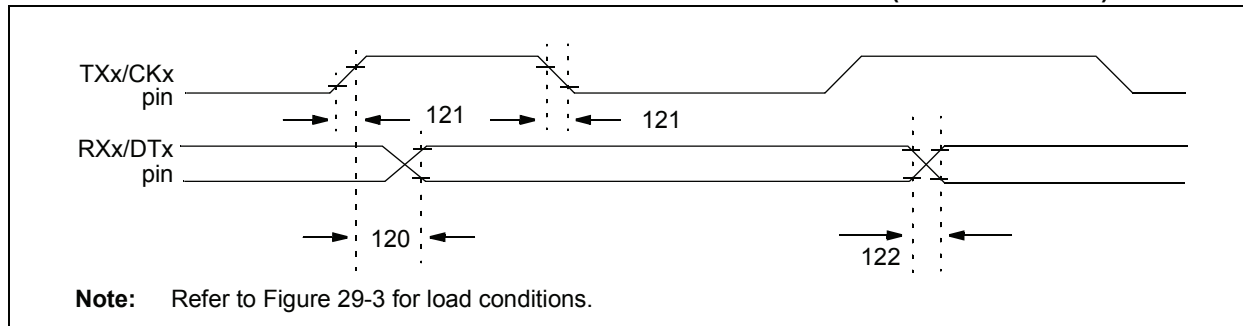 TXx/CKx
pin
121
121
RXx/DTx
pin
120
122
Note: Refer to Figure 29-3 for load conditions.